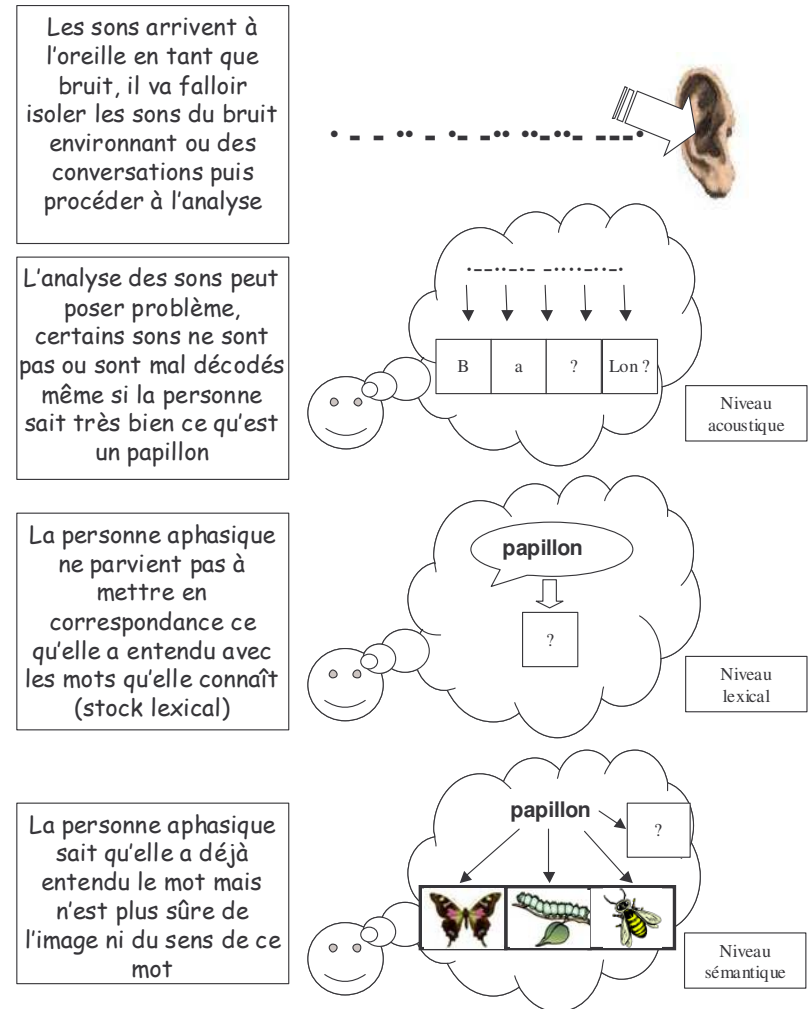 Les sons arrivent à
l'oreille en tant que
bruit, il va falloir
isoler les sons du bruit
environnant ou des
conversations puis
procéder à l'analyse
L'analyse des sons peut
poser problème,
certains sons ne sont
pas ou sont mal décodés
même si la personne
sait très bien ce qu'est
un papillon
B a ? Lon ?
Niveau
acoustique
La personne aphasique
ne parvient pas à
mettre en
correspondance ce
qu'elle a entendu avec
les mots qu'elle connaît
(stock lexical)
papillon
?
Niveau
lexical
La personne aphasique
sait qu'elle a déjà
entendu le mot mais
n'est plus sûre de
l'image ni du sens de ce
mot
papillon
?
Niveau
sémantique